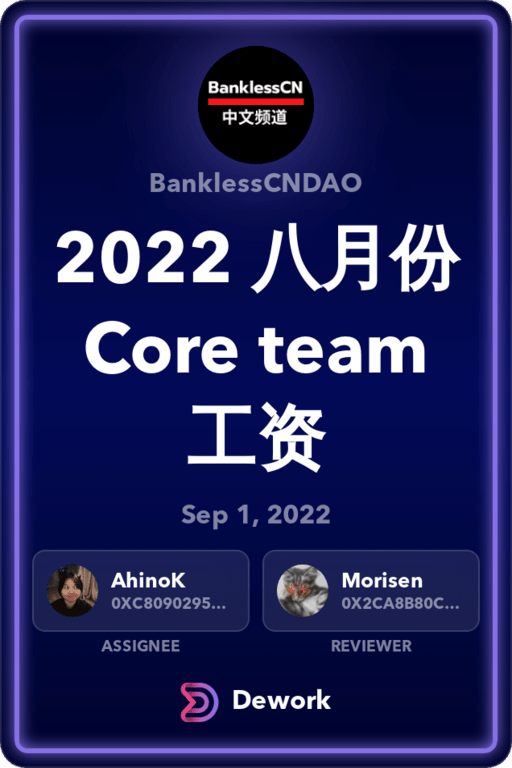 BanklessCN
中文频道
BanklessCNDAO
2022 八月份
Core team
工资
Sep 1, 2022
AhinoK
0XC8090295...
Morisen
0X2CA8B80C...
ASSIGNEE
REVIEWER
Dework